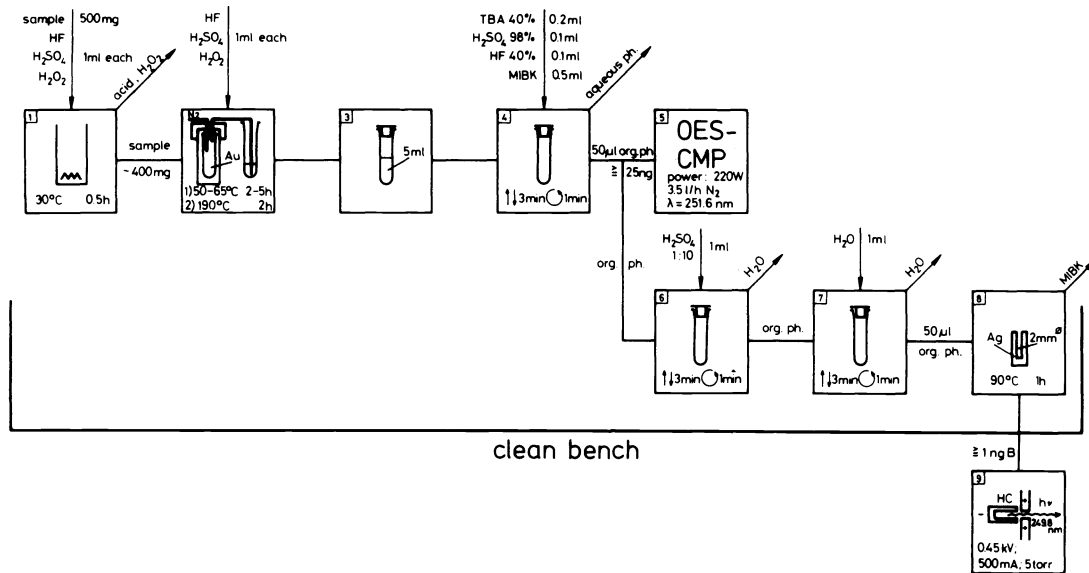 sample 500mg
HF
H₂SO₄ 1ml each
H₂O₂
acid, H₂O₂
1
30°C 0.5h
sample
~400mg
HF
H₂SO₄ 1ml each
H₂O₂
2
N₂
Au
1) 50-65°C 2-5h
2) 190°C 2h
3
5ml
TBA 40% 0.2ml
H₂SO₄ 98% 0.1ml
HF 40% 0.1ml
MIBK 0.5ml
aqueous ph.
4
↑↓3min 1min
50µl org.ph.
≧ 25ng
5
OES-
CMP
power: 220W
3.5 l/h N₂
λ = 251.6 nm
org. ph.
H₂SO₄ 1ml
1:10
H₂O
6
↑↓3min 1min
org. ph.
H₂O 1ml
H₂O
7
↑↓3min 1min
50µl
org. ph.
MIBK
8
Ag 2mm ø
90°C 1h
clean bench
≧ 1 ng B
9
HC hν
- 249.8
nm
0.45 kV;
500mA; 5torr